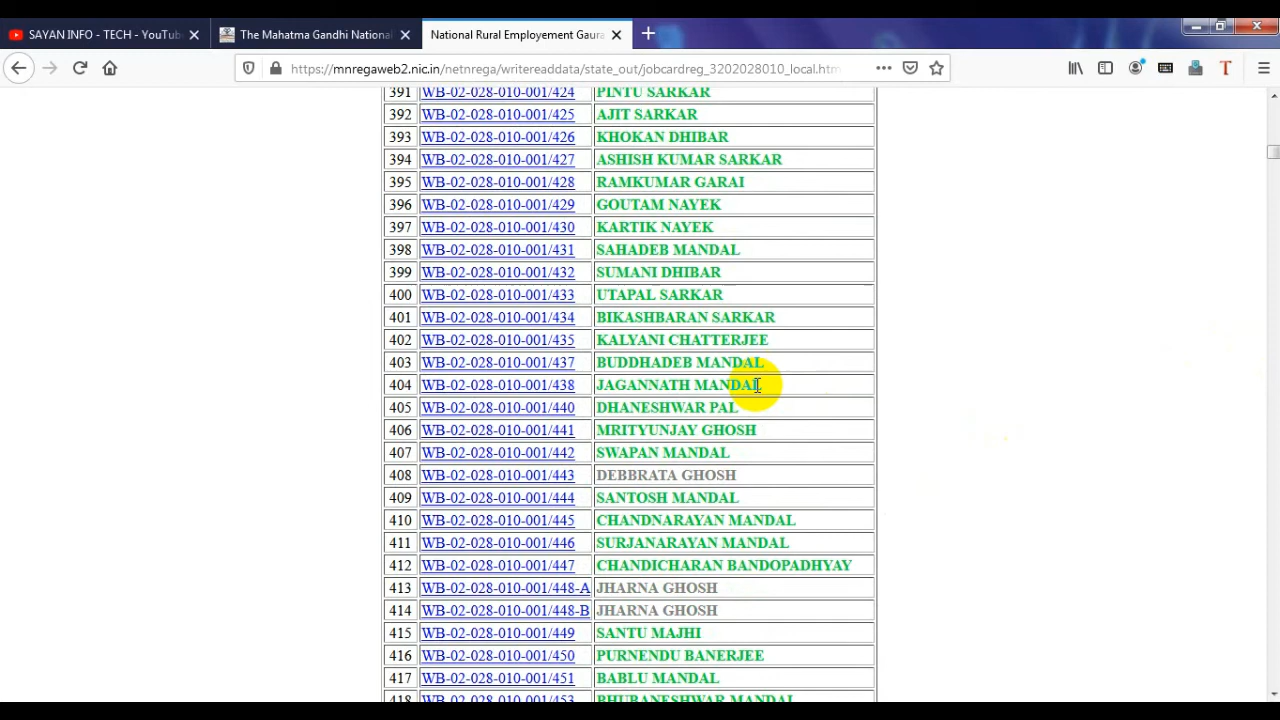 SAYAN INFO - TECH - YouTub
The Mahatma Gandhi National
National Rural Employement Gaura
https://mnregaweb2.nic.in/netnrega/writereaddata/state_out/jobcardreg_3202028010_local.htm
391 WB-02-028-010-001/424 PINTU SARKAR
392 WB-02-028-010-001/425 AJIT SARKAR
393 WB-02-028-010-001/426 KHOKAN DHIBAR
394 WB-02-028-010-001/427 ASHISH KUMAR SARKAR
395 WB-02-028-010-001/428 RAMKUMAR GARAI
396 WB-02-028-010-001/429 GOUTAM NAYEK
397 WB-02-028-010-001/430 KARTIK NAYEK
398 WB-02-028-010-001/431 SAHADEB MANDAL
399 WB-02-028-010-001/432 SUMANI DHIBAR
400 WB-02-028-010-001/433 UTAPAL SARKAR
401 WB-02-028-010-001/434 BIKASHBARAN SARKAR
402 WB-02-028-010-001/435 KALYANI CHATTERJEE
403 WB-02-028-010-001/437 BUDDHADEB MANDAL
404 WB-02-028-010-001/438 JAGANNATH MANDAL
405 WB-02-028-010-001/440 DHANESHWAR PAL
406 WB-02-028-010-001/441 MRITYUNJAY GHOSH
407 WB-02-028-010-001/442 SWAPAN MANDAL
408 WB-02-028-010-001/443 DEBBRATA GHOSH
409 WB-02-028-010-001/444 SANTOSH MANDAL
410 WB-02-028-010-001/445 CHANDNARAYAN MANDAL
411 WB-02-028-010-001/446 SURJANARAYAN MANDAL
412 WB-02-028-010-001/447 CHANDICHARAN BANDOPADHYAY
413 WB-02-028-010-001/448-A JHARNA GHOSH
414 WB-02-028-010-001/448-B JHARNA GHOSH
415 WB-02-028-010-001/449 SANTU MAJHI
416 WB-02-028-010-001/450 PURNENDU BANERJEE
417 WB-02-028-010-001/451 BABLU MANDAL
418 WB-02-028-010-001/453 BHUBANESHWAR MANDAL